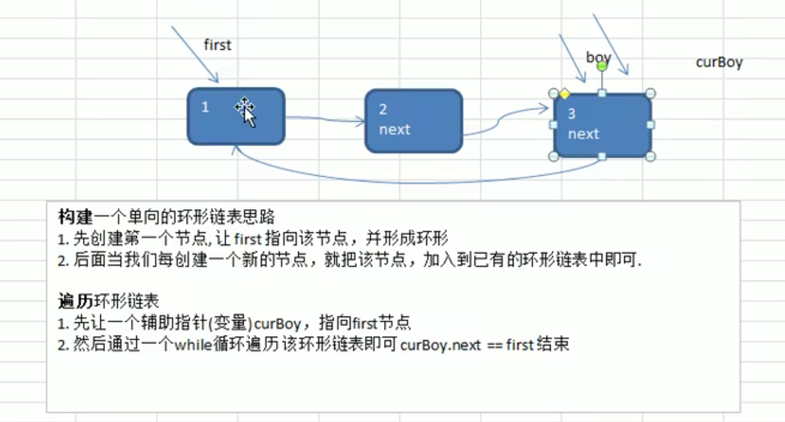 first
boy
curBoy
1
2
next
3
next
构建一个单向的环形链表思路
1. 先创建第一个节点, 让 first 指向该节点，并形成环形
2. 后面当我们每创建一个新的节点，就把该节点，加入到已有的环形链表中即可.
遍历环形链表
1. 先让一个辅助指针(变量) curBoy，指向first节点
2. 然后通过一个while循环遍历 该环形链表即可 curBoy.next == first 结束